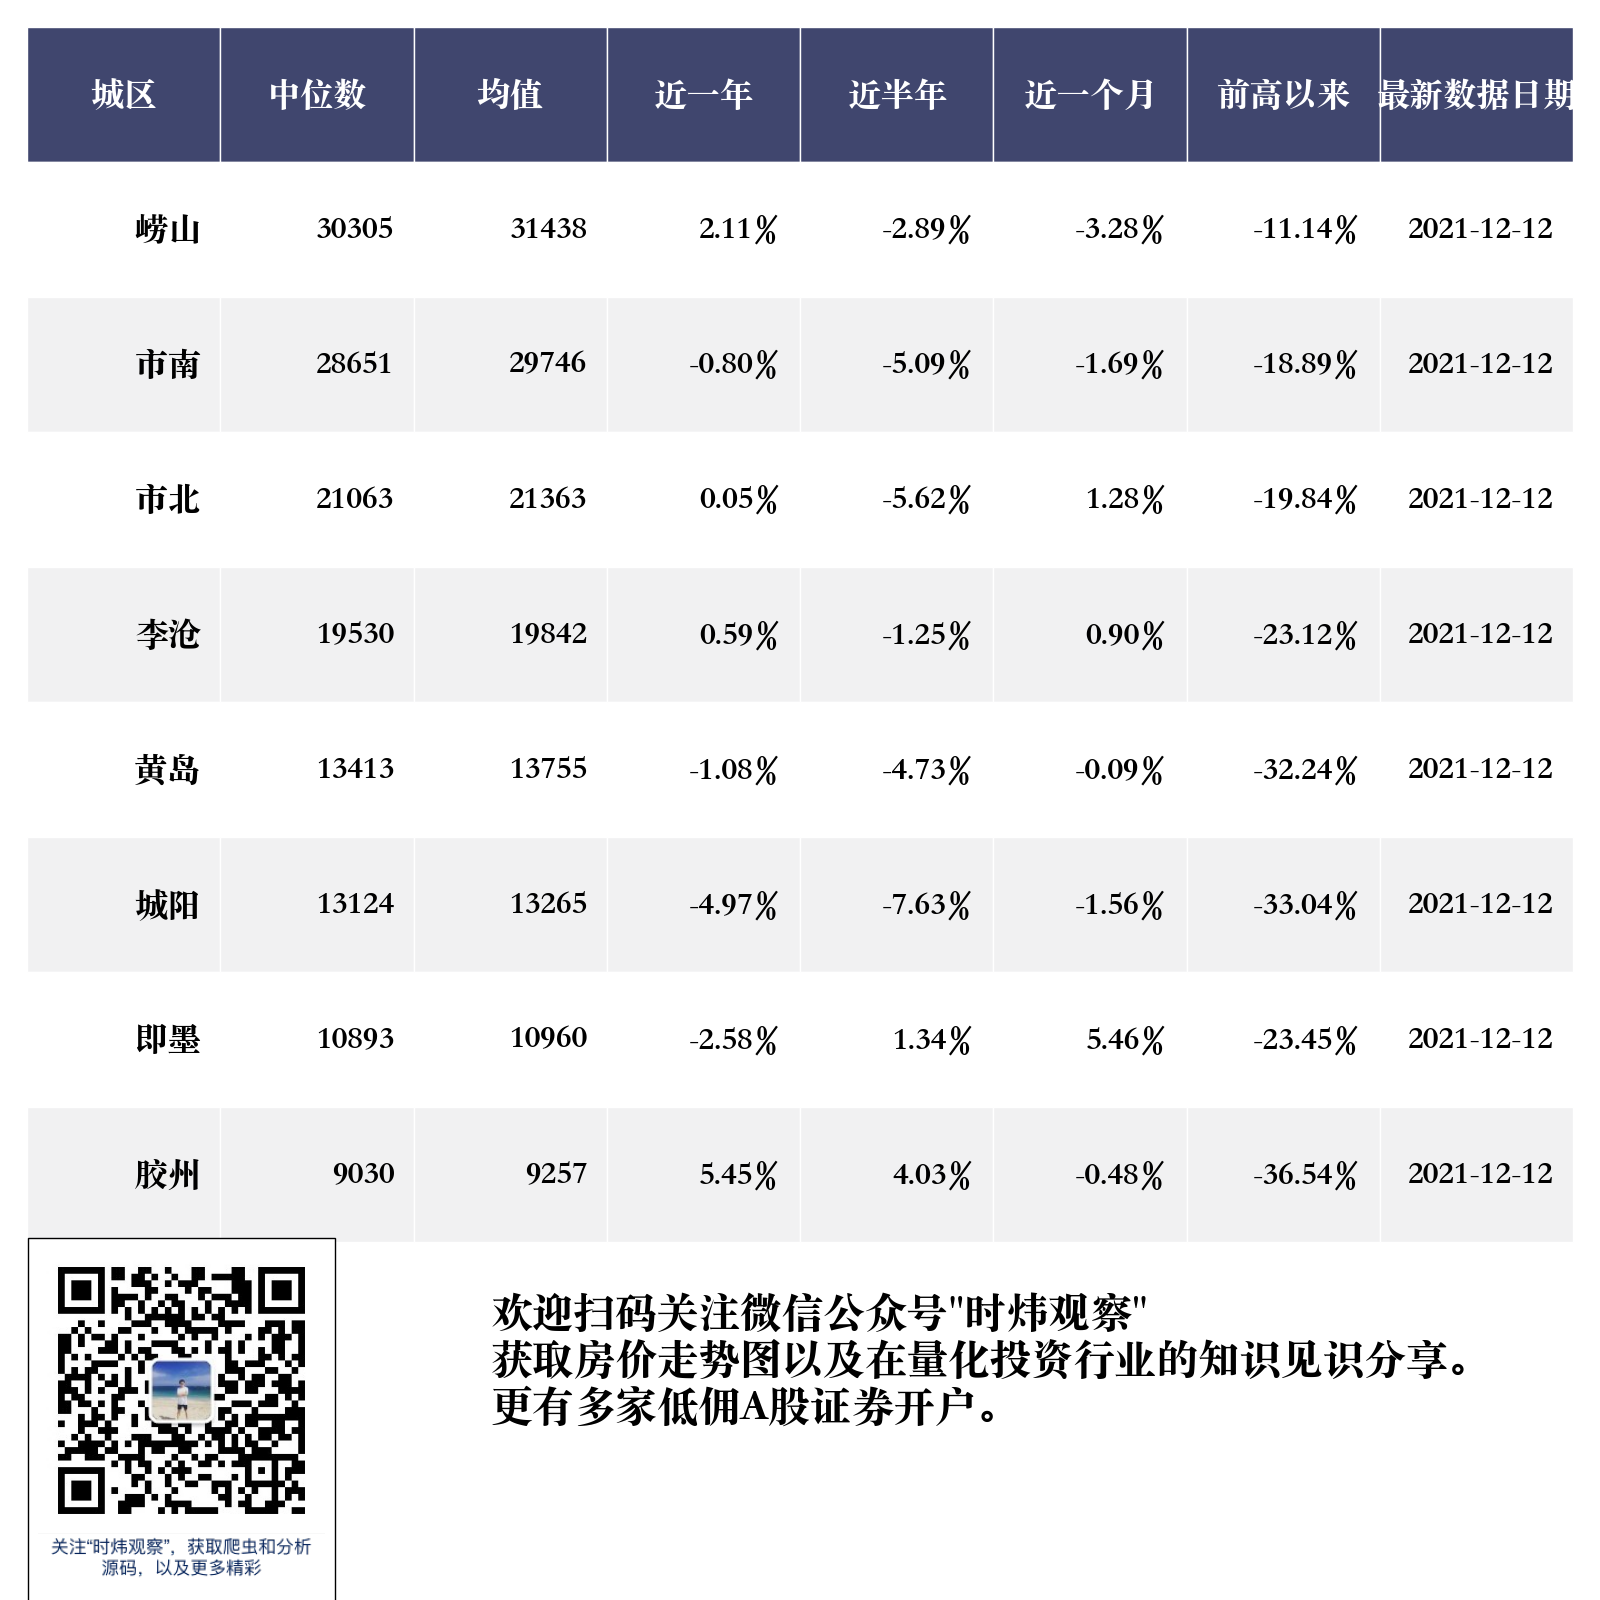 城区 中位数 均值 近一年 近半年 近一个月 前高以来 最新数据日期
崂山 30305 31438 2.11% -2.89% -3.28% -11.14% 2021-12-12
市南 28651 29746 -0.80% -5.09% -1.69% -18.89% 2021-12-12
市北 21063 21363 0.05% -5.62% 1.28% -19.84% 2021-12-12
李沧 19530 19842 0.59% -1.25% 0.90% -23.12% 2021-12-12
黄岛 13413 13755 -1.08% -4.73% -0.09% -32.24% 2021-12-12
城阳 13124 13265 -4.97% -7.63% -1.56% -33.04% 2021-12-12
即墨 10893 10960 -2.58% 1.34% 5.46% -23.45% 2021-12-12
胶州 9030 9257 5.45% 4.03% -0.48% -36.54% 2021-12-12
欢迎扫码关注微信公众号"时炜观察"
获取房价走势图以及在量化投资行业的知识见识分享。
更有多家低佣A股证券开户。
关注“时炜观察”，获取爬虫和分析
源码，以及更多精彩